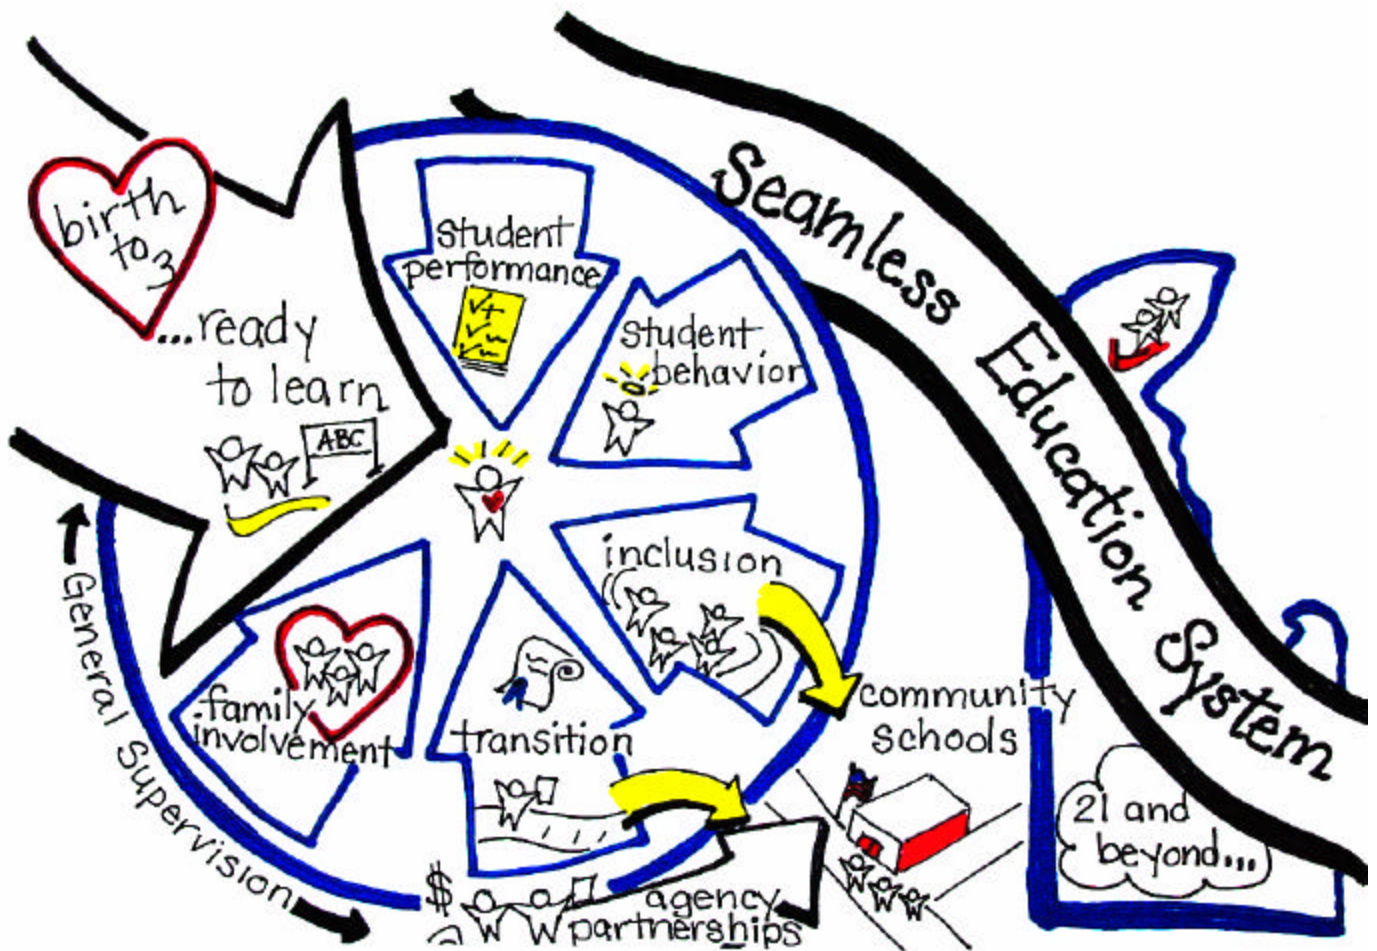 birth
to 3
...ready
to learn
ABC
student
performance
student
behavior
inclusion
transition
family
involvement
General Supervision
Seamless Education System
community
schools
$
agency
partnerships
21 and
beyond...